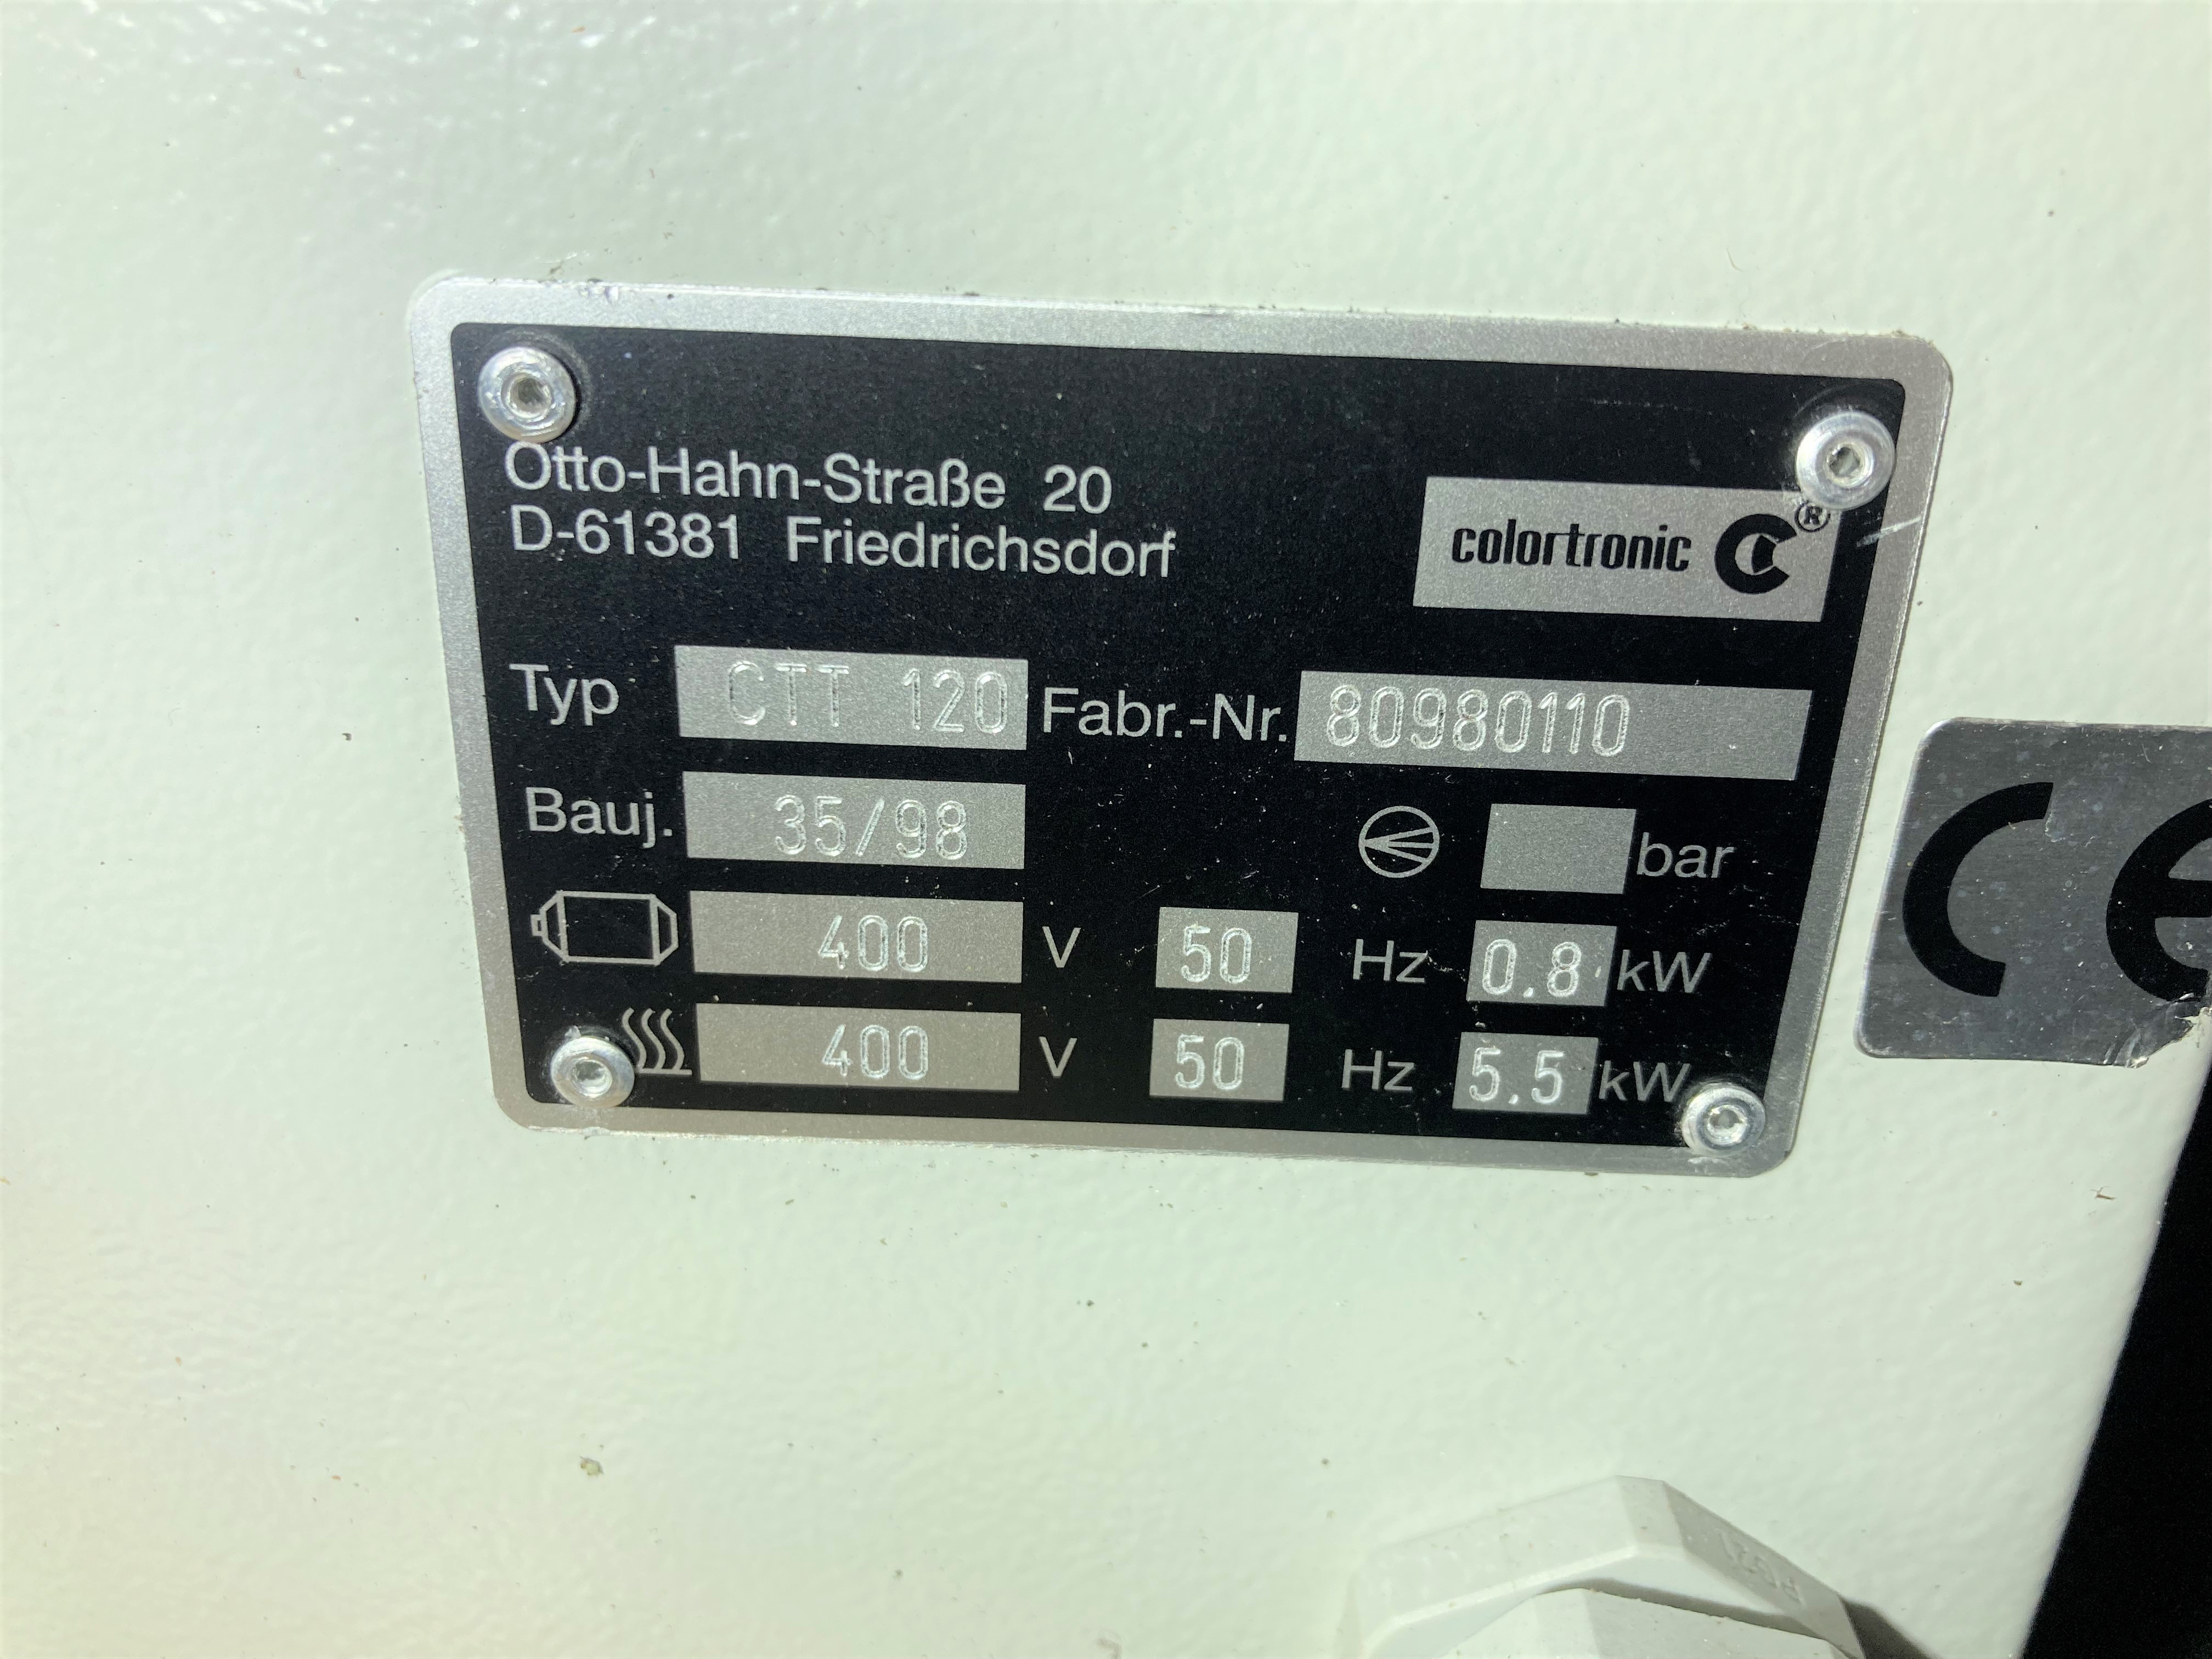 Otto-Hahn-Straße 20
D-61381 Friedrichsdorf
colortronic C®
Typ CTT 120 Fabr.-Nr. 80980110
Bauj. 35/98 bar
400 V 50 Hz 0.8 kW
400 V 50 Hz 5.5 kW
CE